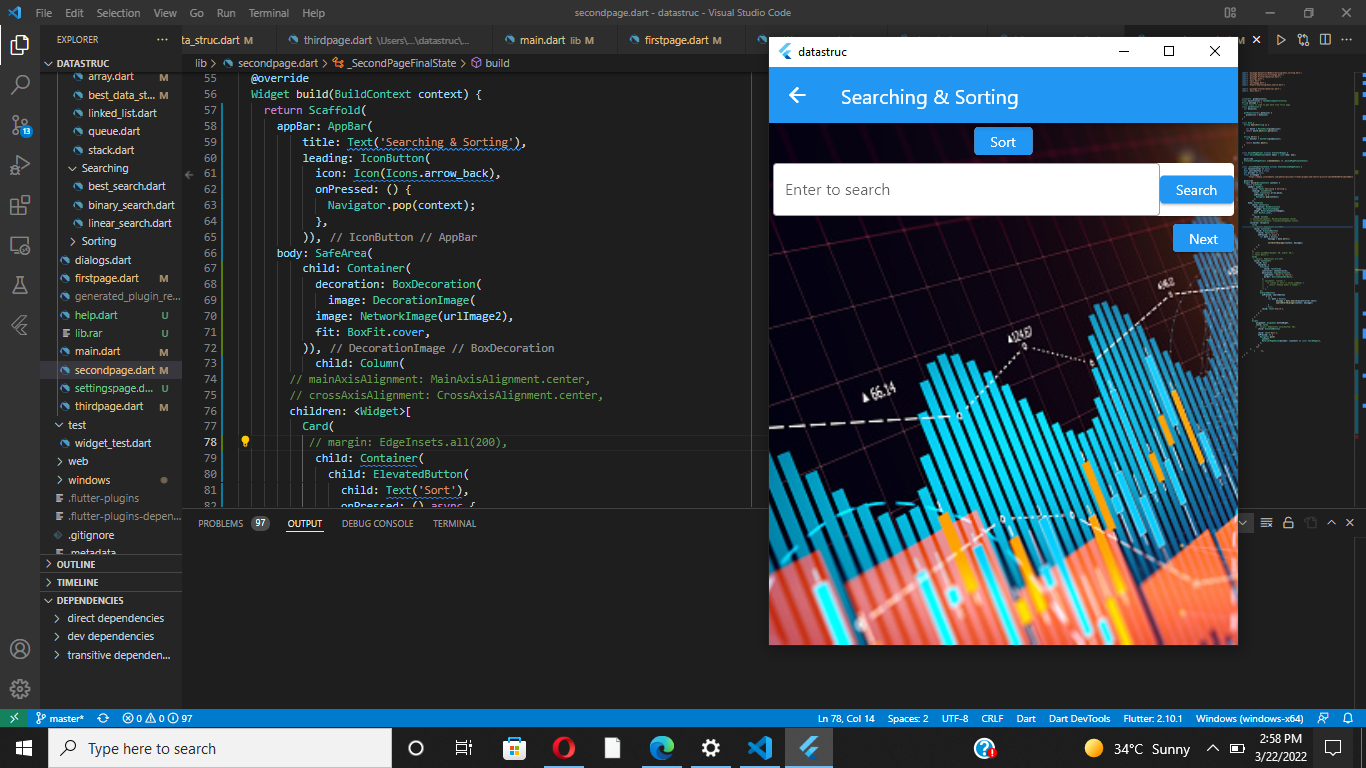 File Edit Selection View Go Run Terminal Help
secondpage.dart - datastruc - Visual Studio Code
EXPLORER
ta_struc.dart M
thirdpage.dart \Users\...\datastruc\...
main.dart lib M
firstpage.dart M
DATASTRUC
array.dart M
best_data_st... M
linked_list.dart
queue.dart
stack.dart
Searching
best_search.dart
binary_search.dart
linear_search.dart
Sorting
dialogs.dart
firstpage.dart M
generated_plugin_re...
help.dart U
lib.rar U
main.dart M
secondpage.dart M
settingspage.d... U
thirdpage.dart M
test
widget_test.dart
web
windows
.flutter-plugins
.flutter-plugins-depen...
.gitignore
.metadata
OUTLINE
TIMELINE
DEPENDENCIES
direct dependencies
dev dependencies
transitive dependen...
13
lib > secondpage.dart > _SecondPageFinalState > build
55 @override
56 Widget build(BuildContext context) {
57 return Scaffold(
58 appBar: AppBar(
59 title: Text('Searching & Sorting'),
60 leading: IconButton(
61 icon: Icon(Icons.arrow_back),
62 onPressed: () {
63 Navigator.pop(context);
64 },
65 )), // IconButton // AppBar
66 body: SafeArea(
67 child: Container(
68 decoration: BoxDecoration(
69 image: DecorationImage(
70 image: NetworkImage(urlImage2),
71 fit: BoxFit.cover,
72 )), // DecorationImage // BoxDecoration
73 child: Column(
74 // mainAxisAlignment: MainAxisAlignment.center,
75 // crossAxisAlignment: CrossAxisAlignment.center,
76 children: <Widget>[
77 Card(
78 // margin: EdgeInsets.all(200),
79 child: Container(
80 child: ElevatedButton(
81 child: Text('Sort'),
82 onPressed: () async {
PROBLEMS 97 OUTPUT DEBUG CONSOLE TERMINAL
datastruc
Searching & Sorting
Sort
Enter to search
Search
Next
66.14
master* 0 0 97
Ln 78, Col 14 Spaces: 2 UTF-8 CRLF Dart Dart DevTools Flutter: 2.10.1 Windows (windows-x64)
Type here to search
34°C Sunny
2:58 PM
3/22/2022